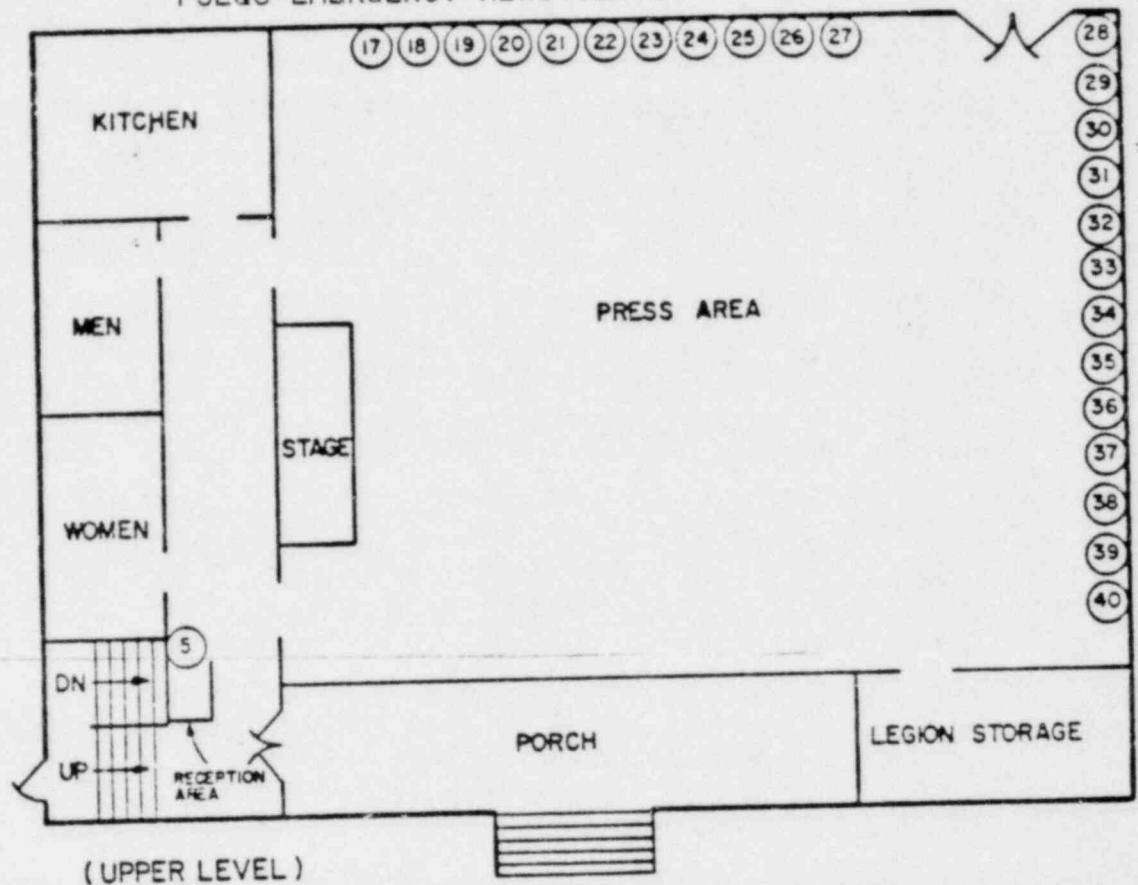 EMERGENCY
17 18 19 20 21 22 23 24 25 26 27
28
29
30
31
32
33
34
35
36
37
38
39
40
KITCHEN
MEN
PRESS AREA
STAGE
WOMEN
5
DN
UP
RECEPTION
AREA
PORCH
LEGION STORAGE
(UPPER LEVEL)